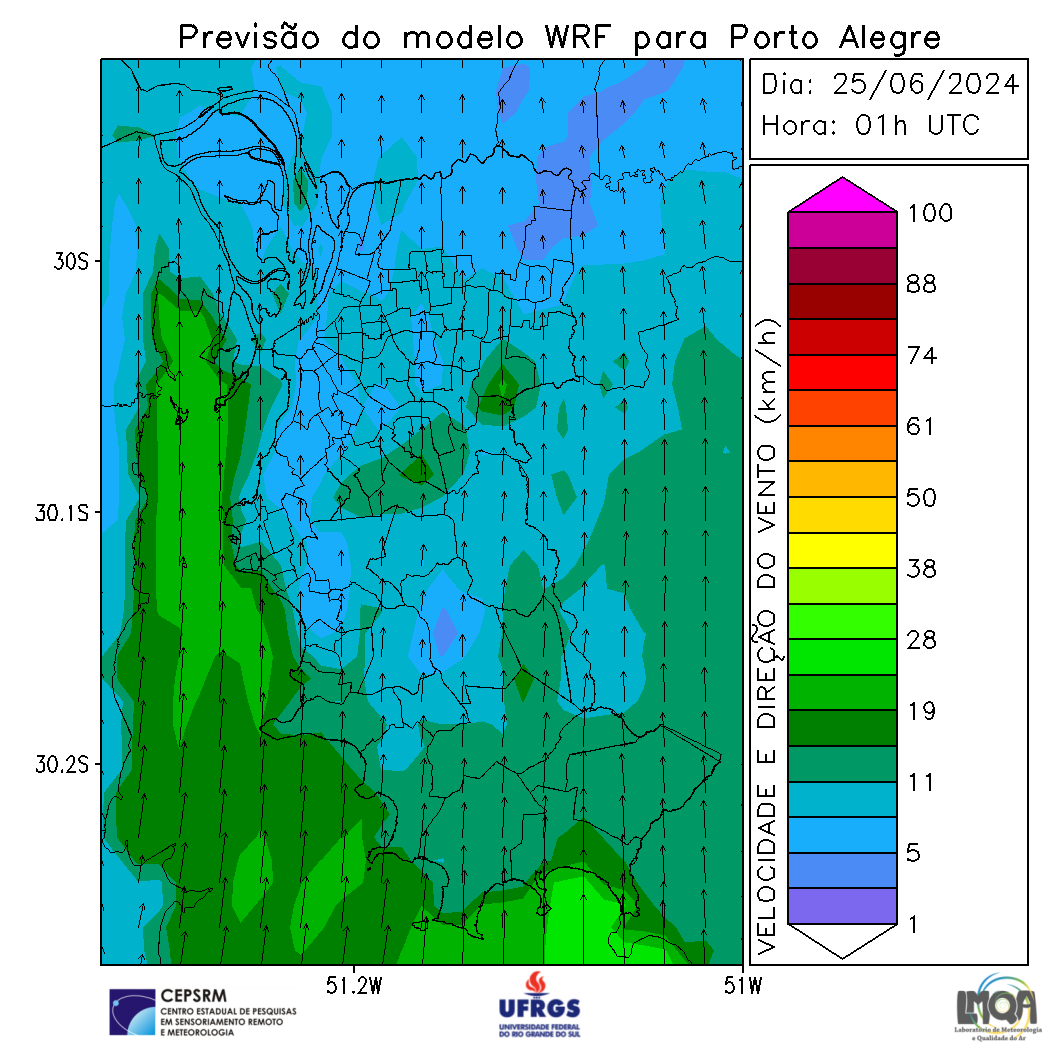 Previsão do modelo WRF para Porto Alegre
Dia: 25/06/2024
Hora: 01h UTC
30S
30.1S
30.2S
51.2W
51W
VELOCIDADE E DIREÇÃO DO VENTO (km/h)
100
88
74
61
50
38
28
19
11
5
1
CEPSRM
CENTRO ESTADUAL DE PESQUISAS
EM SENSORIAMENTO REMOTO
E METEOROLOGIA
UFRGS
UNIVERSIDADE FEDERAL
DO RIO GRANDE DO SUL
LMQA
Laboratório de Meteorologia
e Qualidade do Ar